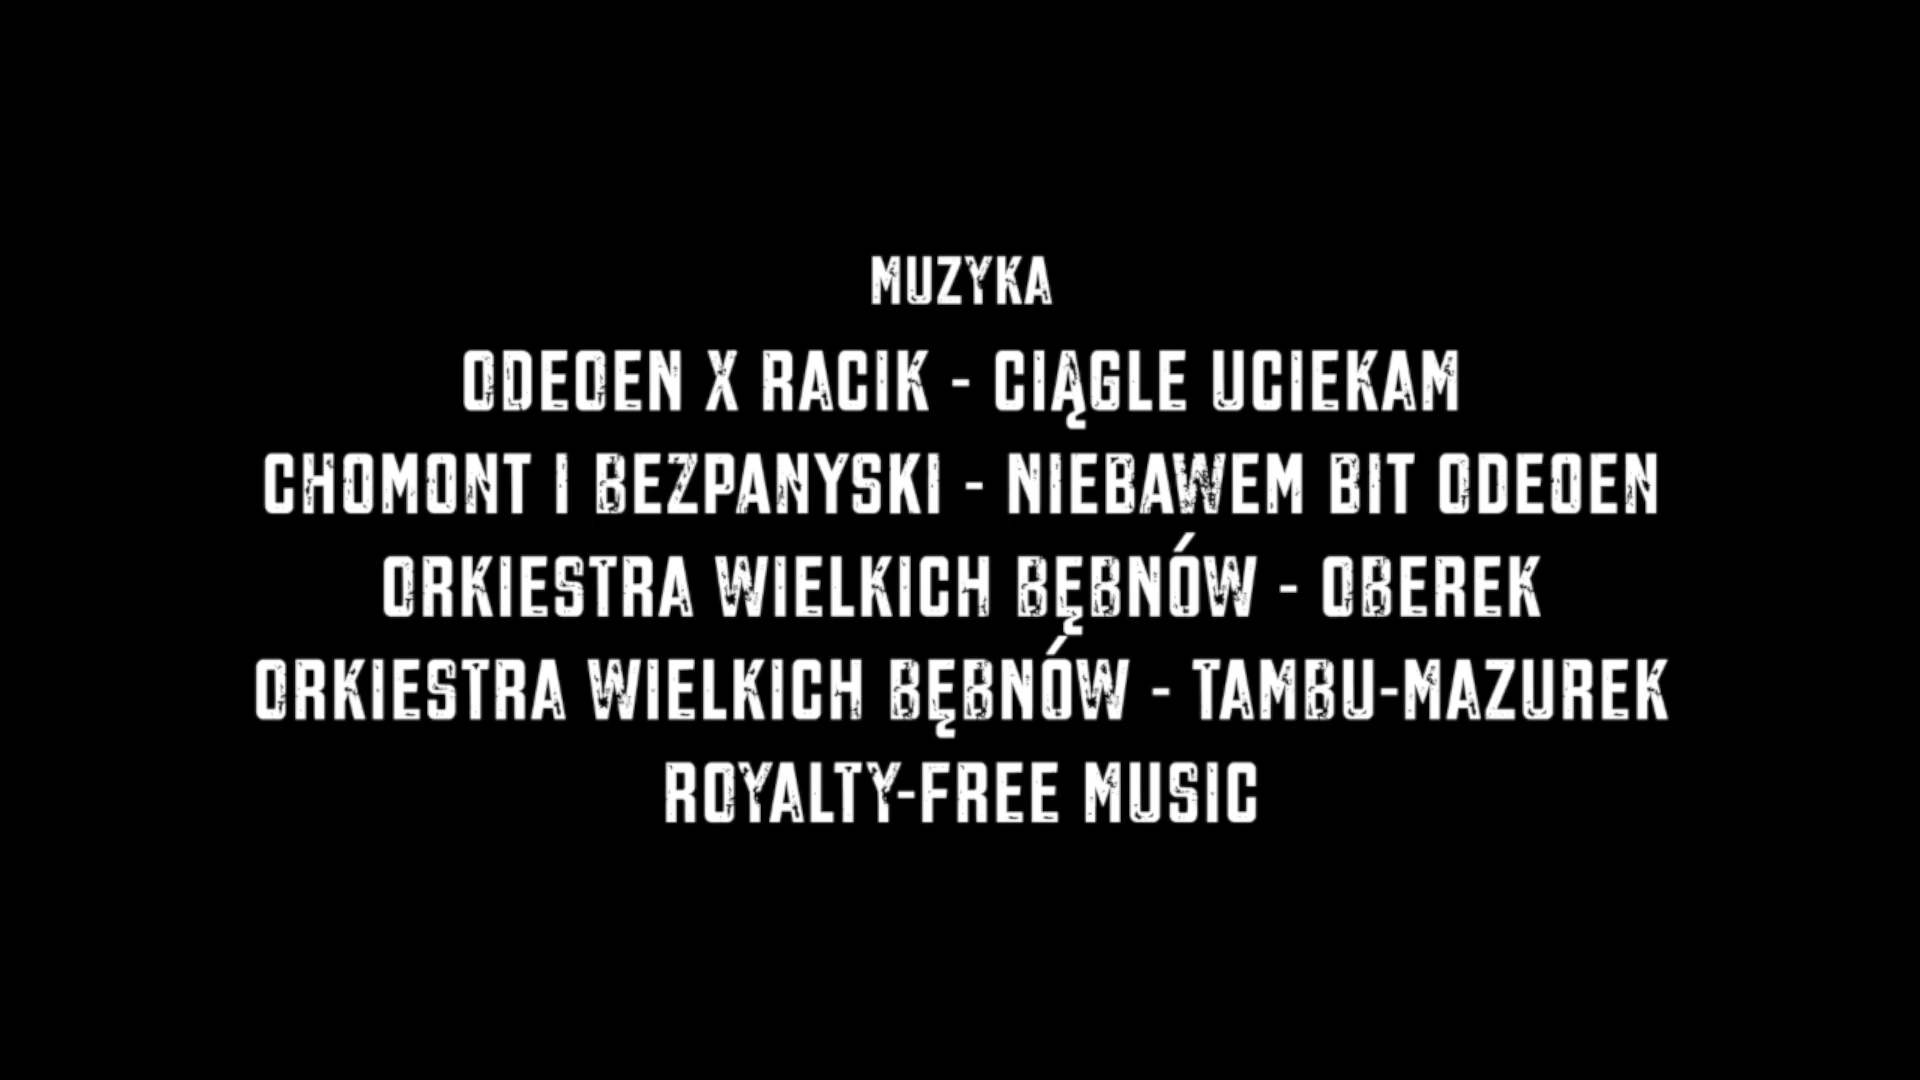 MUZYKA
ODEOEN X RACIK - CIĄGLE UCIEKAM
CHOMONT I BEZPANYSKI - NIEBAWEM BIT ODEOEN
ORKIESTRA WIELKICH BĘBNÓW - OBEREK
ORKIESTRA WIELKICH BĘBNÓW - TAMBU-MAZUREK
ROYALTY-FREE MUSIC